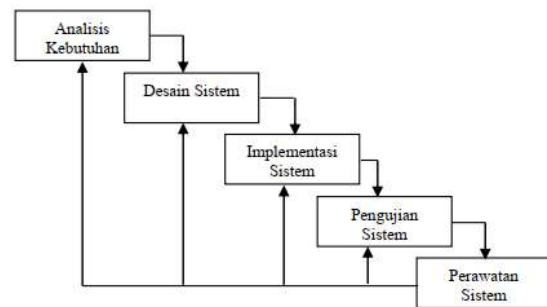 Analisis
Kebutuhan
Desain Sistem
Implementasi
Sistem
Pengujian
Sistem
Perawatan
Sistem